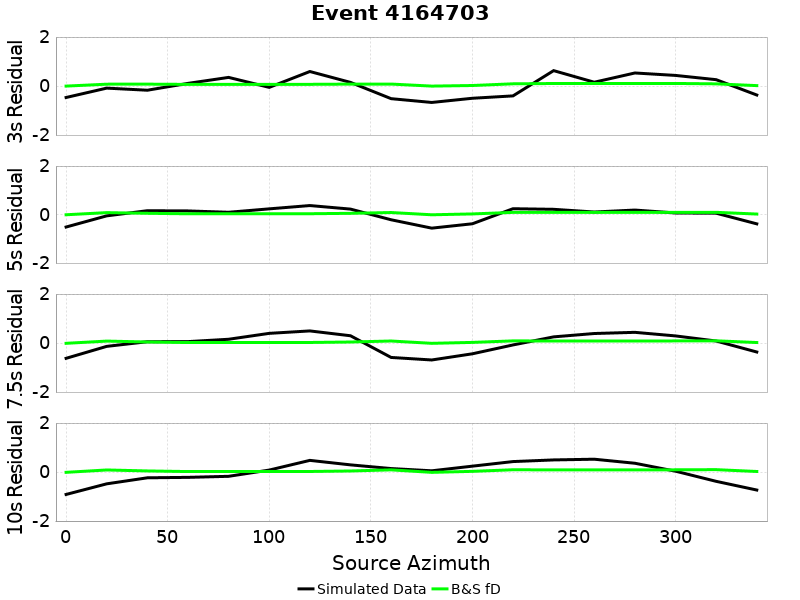 Event 4164703
3s Residual
2
0
-2
5s Residual
2
0
-2
7.5s Residual
2
0
-2
10s Residual
2
0
-2
0 50 100 150 200 250 300
Source Azimuth
Simulated Data B&S fD